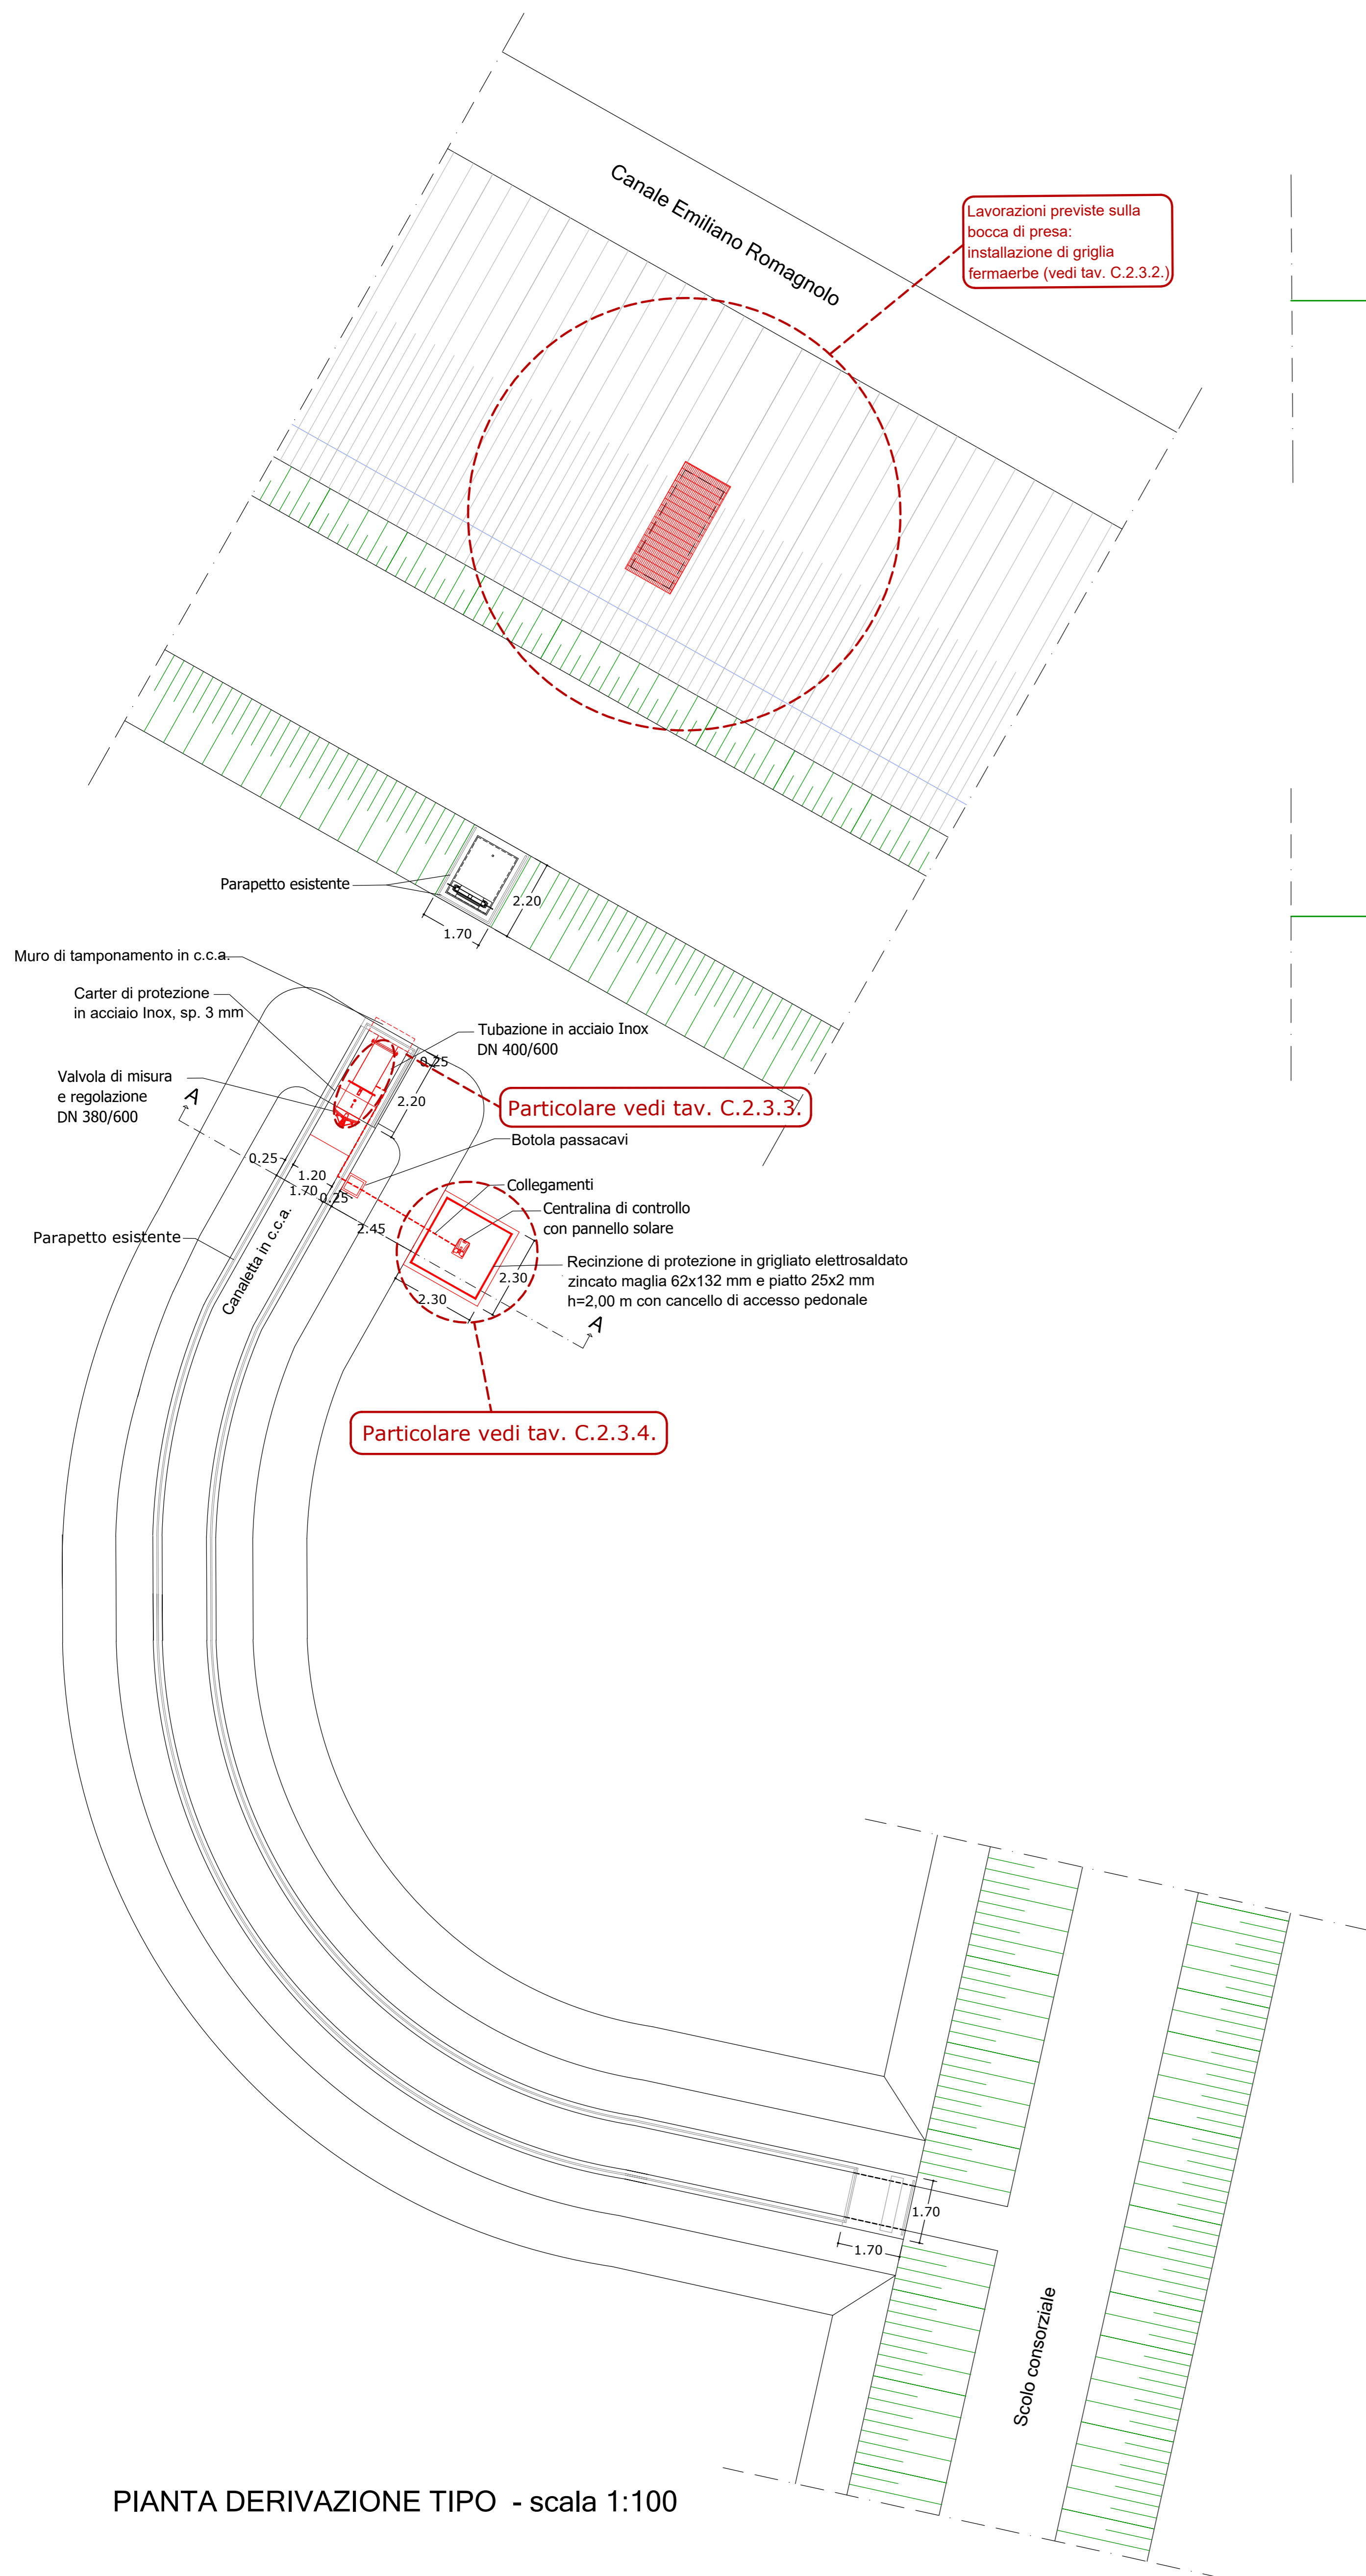 Canale Emiliano Romagnolo
Lavorazioni previste sulla
bocca di presa:
installazione di griglia
fermaerbe (vedi tav. C.2.3.2.)
Parapetto esistente
2.20
1.70
Muro di tamponamento in c.c.a.
Carter di protezione
in acciaio Inox, sp. 3 mm
Tubazione in acciaio Inox
DN 400/600
0.25
Valvola di misura
e regolazione
DN 380/600
A
2.20
Particolare vedi tav. C.2.3.3.
Botola passacavi
0.25
1.20
1.70
0.25
Collegamenti
Centralina di controllo
con pannello solare
2.45
Parapetto esistente
Canaletta in c.c.a.
Recinzione di protezione in grigliato elettrosaldato
zincato maglia 62x132 mm e piatto 25x2 mm
h=2,00 m con cancello di accesso pedonale
2.30
2.30
A
Particolare vedi tav. C.2.3.4.
1.70
1.70
Scolo consorziale
PIANTA DERIVAZIONE TIPO - scala 1:100